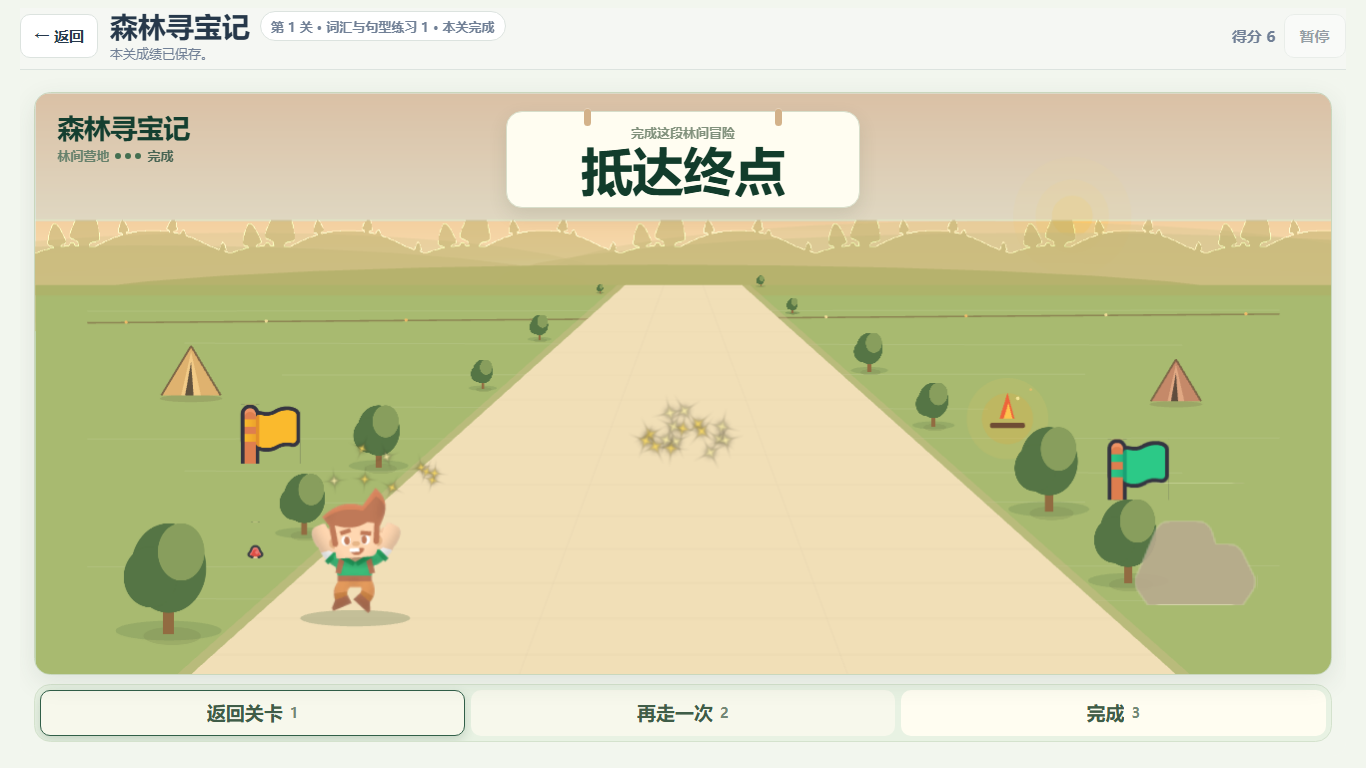 ← 返回
森林寻宝记
第 1 关 • 词汇与句型练习 1 • 本关完成
本关成绩已保存。
得分 6
暂停
森林寻宝记
林间营地 ••• 完成
完成这段林间冒险
抵达终点
返回关卡 1
再走一次 2
完成 3